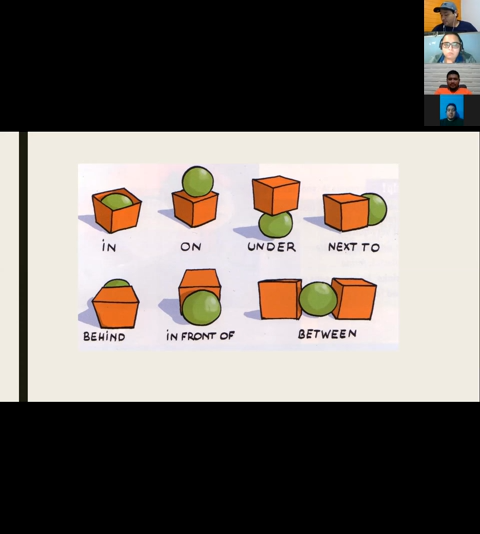 iN
ON
UNDER
NEXT TO
BEHIND
iN FRONT OF
BETWEEN